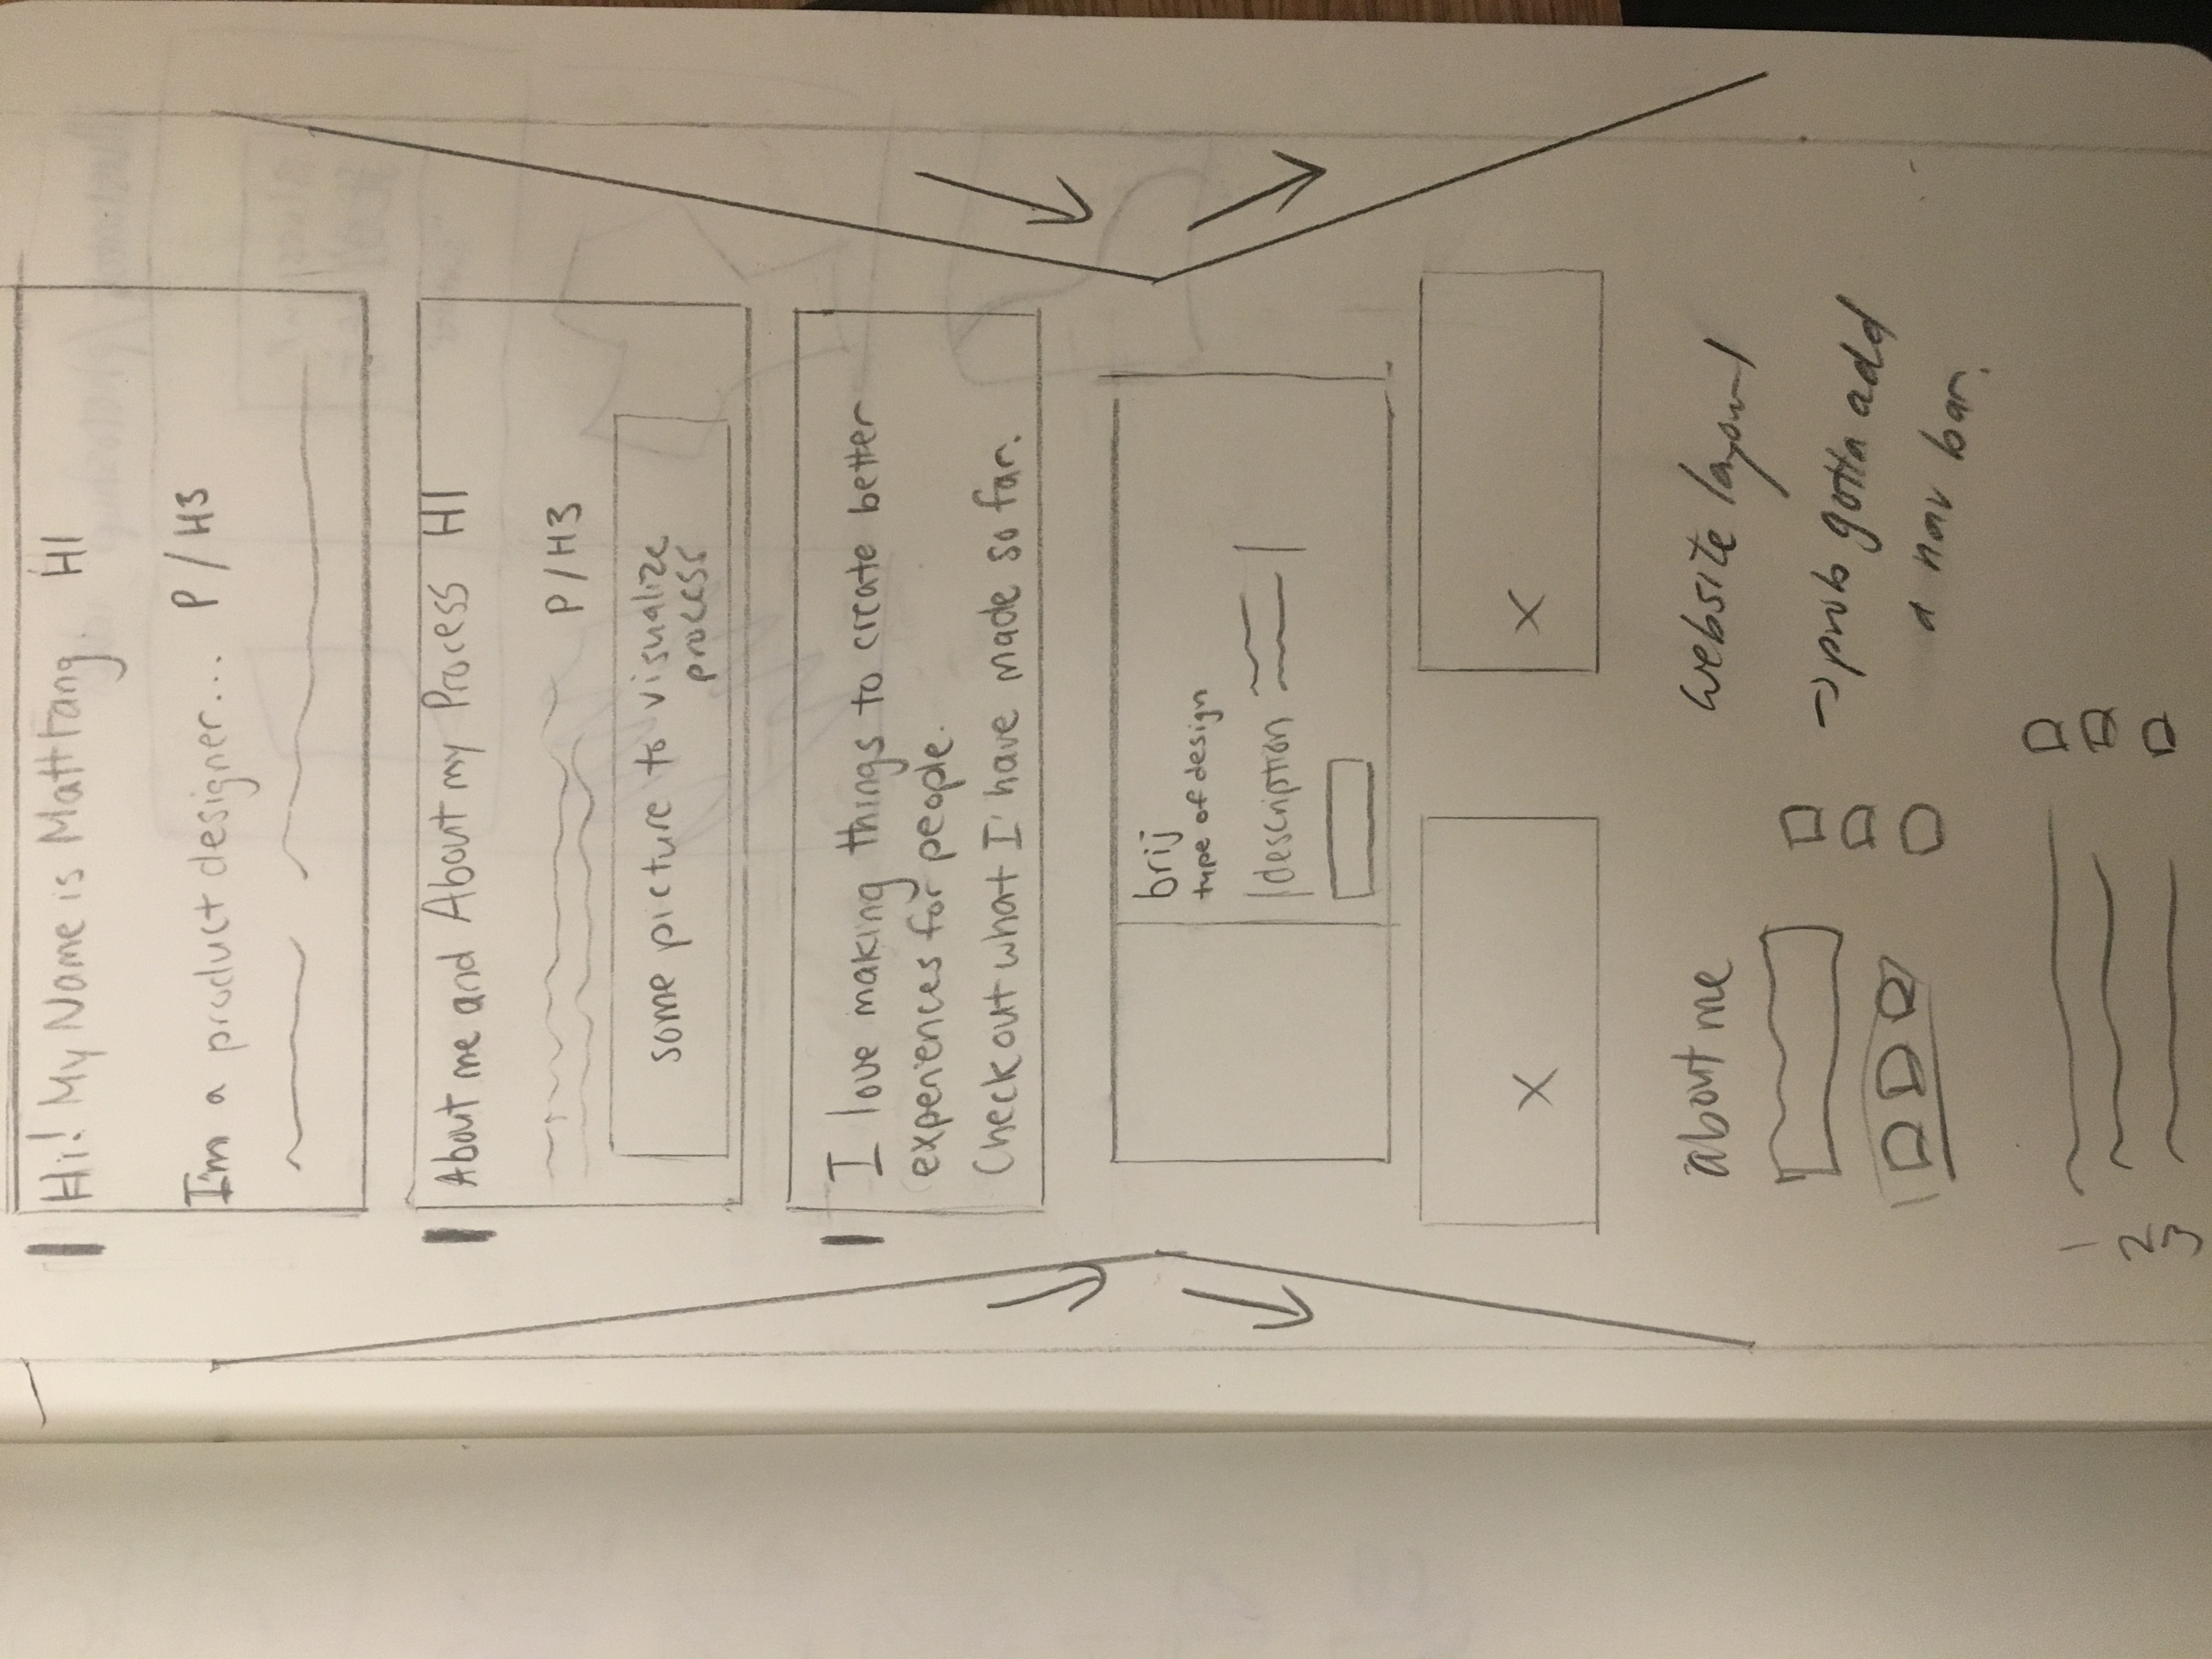 Hi! My Name is Matt Fang. H1
I'm a product designer... P / H3
About me and About my Process H1
P / H3
some picture to visualize
process
I love making things to create better
experiences for people.
Check out what I' have made so far.
brij
type of design
description
X X
about me
website layout
→ prob gotta add
a nav bar.
1
2
3